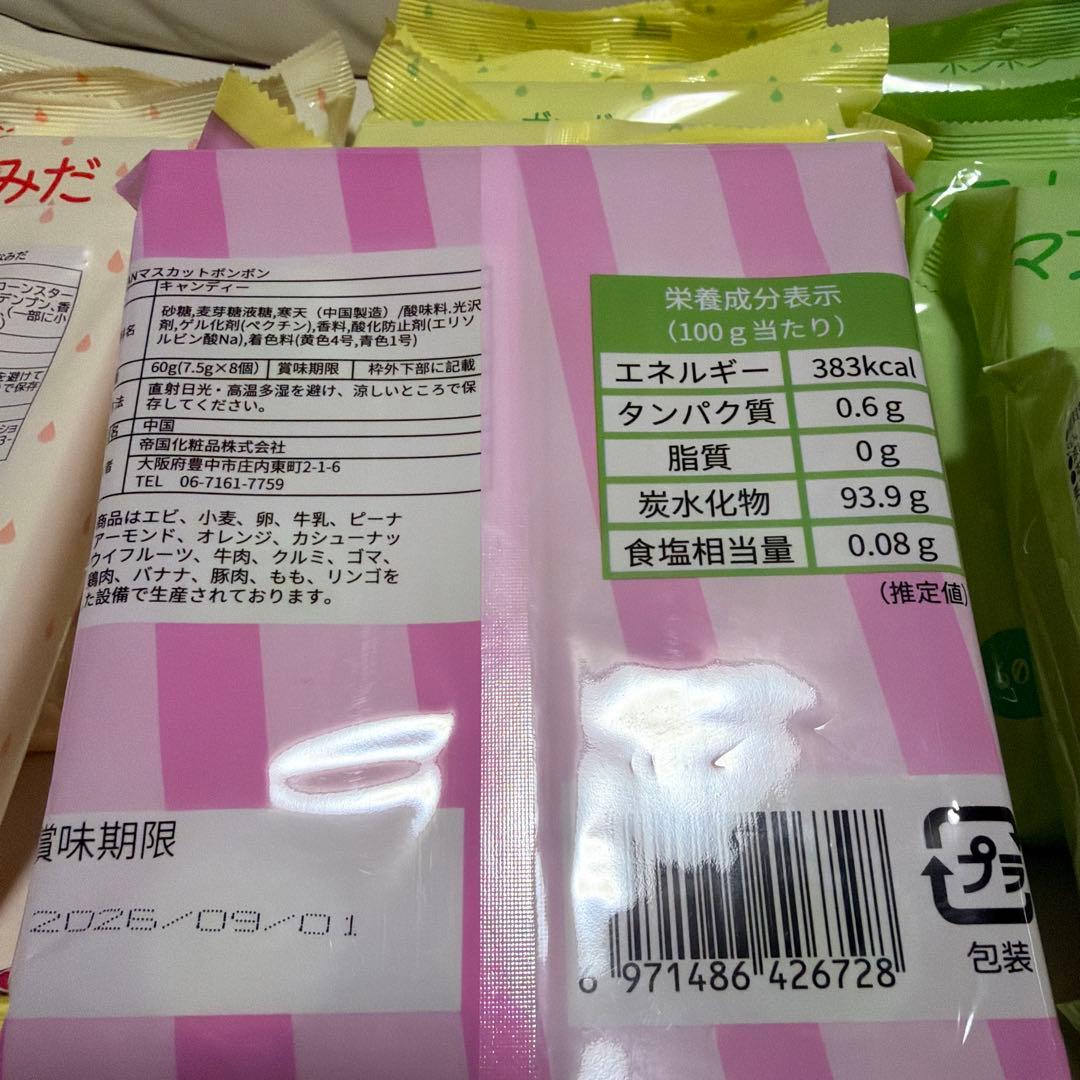 みだ
なみだ
コーンスター
デンプン、香
(一部に小
を避けて
で保存
ボンボン
Nマスカットボンボン
キャンディー
名
砂糖,麦芽糖液糖,寒天（中国製造）/酸味料.光沢
剤,ゲル化剤(ペクチン),香料,酸化防止剤(エリソ
ルビン酸Na),着色料(黄色4号,青色1号)
60g(7.5g×8個) 賞味期限 枠外下部に記載
法 直射日光・高温多湿を避け、涼しいところで保
存してください。
名 中国
帝国化粧品株式会社
者 大阪府豊中市庄内東町2-1-6
TEL 06-7161-7759
商品はエビ、小麦、卵、牛乳、ピーナ
アーモンド、オレンジ、カシューナッ
ウイフルーツ、牛肉、クルミ、ゴマ、
鶏肉、バナナ、豚肉、もも、リンゴを
た設備で生産されております。
栄養成分表示
（100ｇ当たり）
エネルギー 383kcal
タンパク質 0.6ｇ
脂質 0ｇ
炭水化物 93.9ｇ
食塩相当量 0.08ｇ
（推定値）
賞味期限
2026/09/01
6 971486 426728
プラ
包装